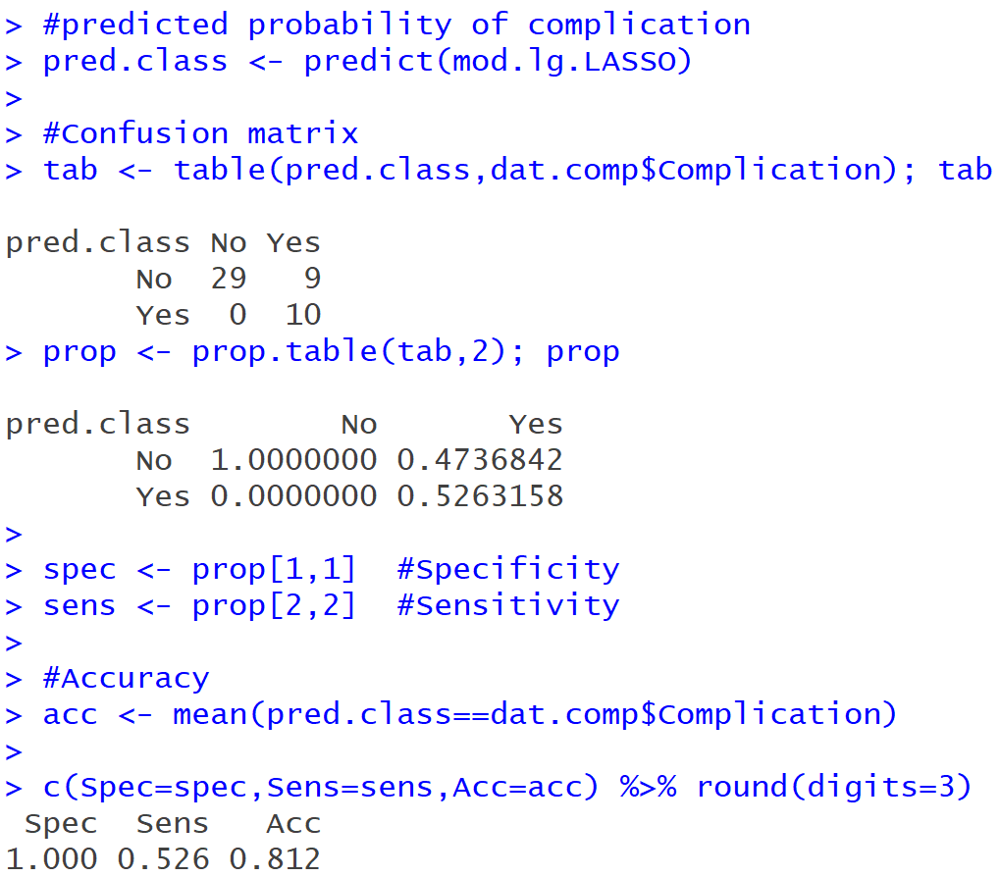 > #predicted probability of complication
> pred.class <- predict(mod.lg.LASSO)
>
> #Confusion matrix
> tab <- table(pred.class,dat.comp$Complication); tab
pred.class No Yes
No 29 9
Yes 0 10
> prop <- prop.table(tab,2); prop
pred.class No Yes
No 1.0000000 0.4736842
Yes 0.0000000 0.5263158
>
> spec <- prop[1,1] #Specificity
> sens <- prop[2,2] #Sensitivity
>
> #Accuracy
> acc <- mean(pred.class==dat.comp$Complication)
>
> c(Spec=spec,Sens=sens,Acc=acc) %>% round(digits=3)
Spec Sens Acc
1.000 0.526 0.812